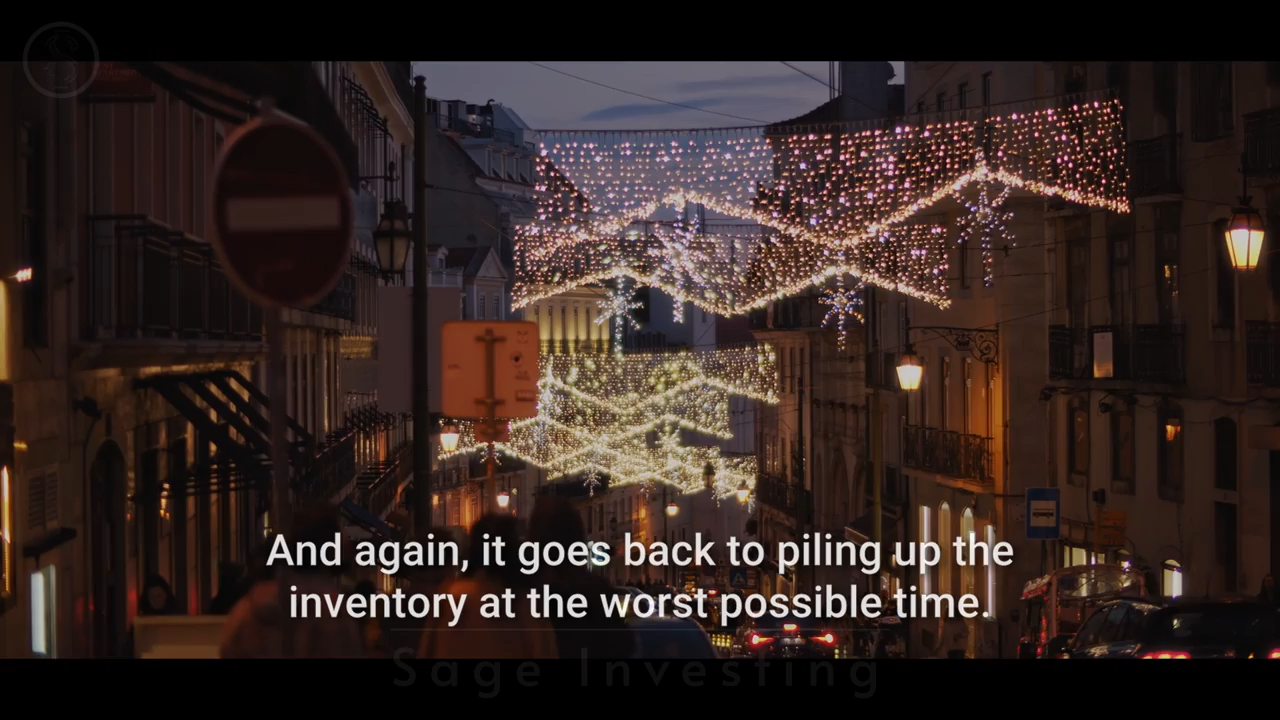 And again, it goes back to piling up the
inventory at the worst possible time.
Sage Investing